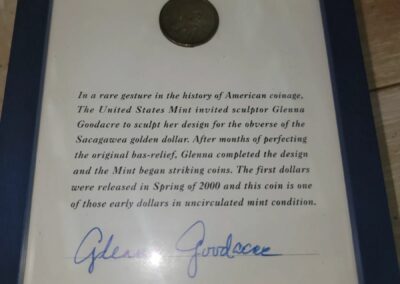 In a rare gesture in the history of American coinage,
The United States Mint invited sculptor Glenna
Goodacre to sculpt her design for the obverse of the
Sacagawea golden dollar. After months of perfecting
the original bas-relief, Glenna completed the design
and the Mint began striking coins. The first dollars
were released in Spring of 2000 and this coin is one
of those early dollars in uncirculated mint condition.
Glenna Goodacre